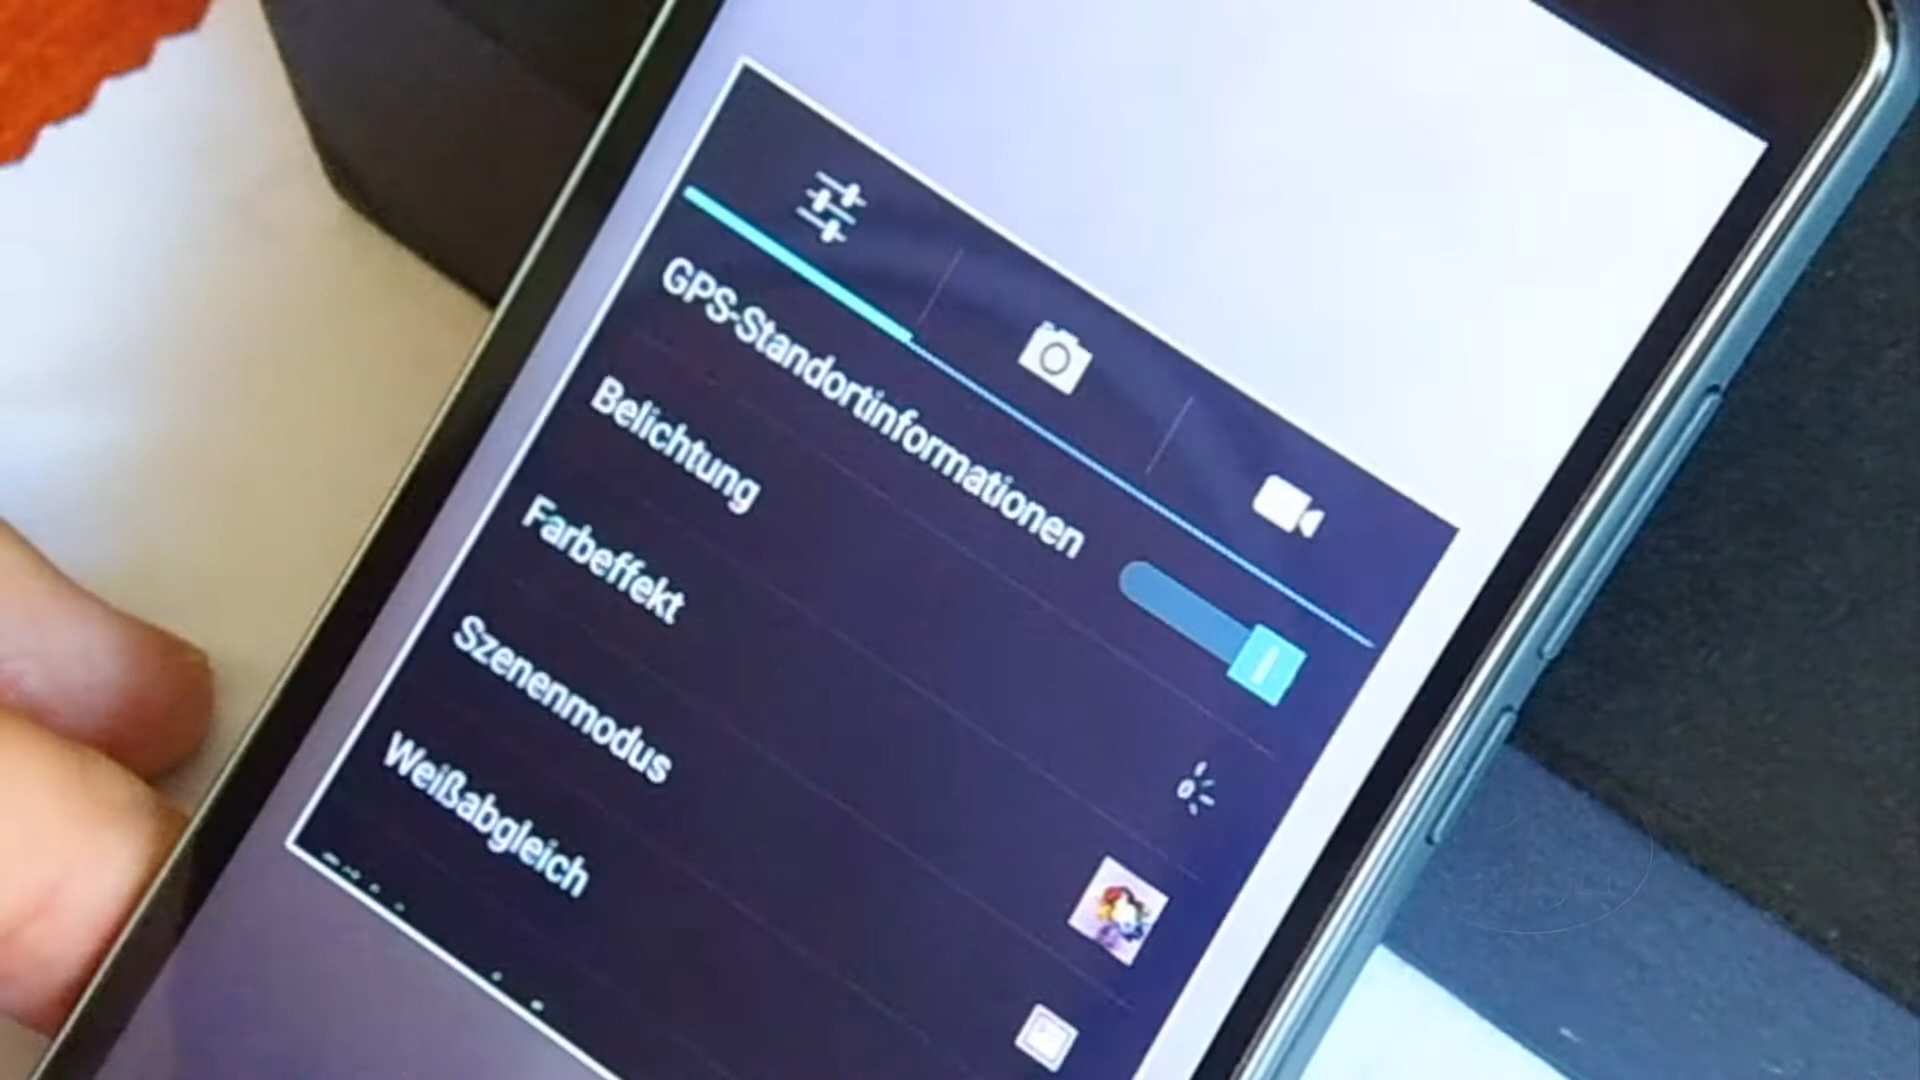 GPS-Standortinformationen
Belichtung
Farbeffekt
Szenenmodus
Weißabgleich